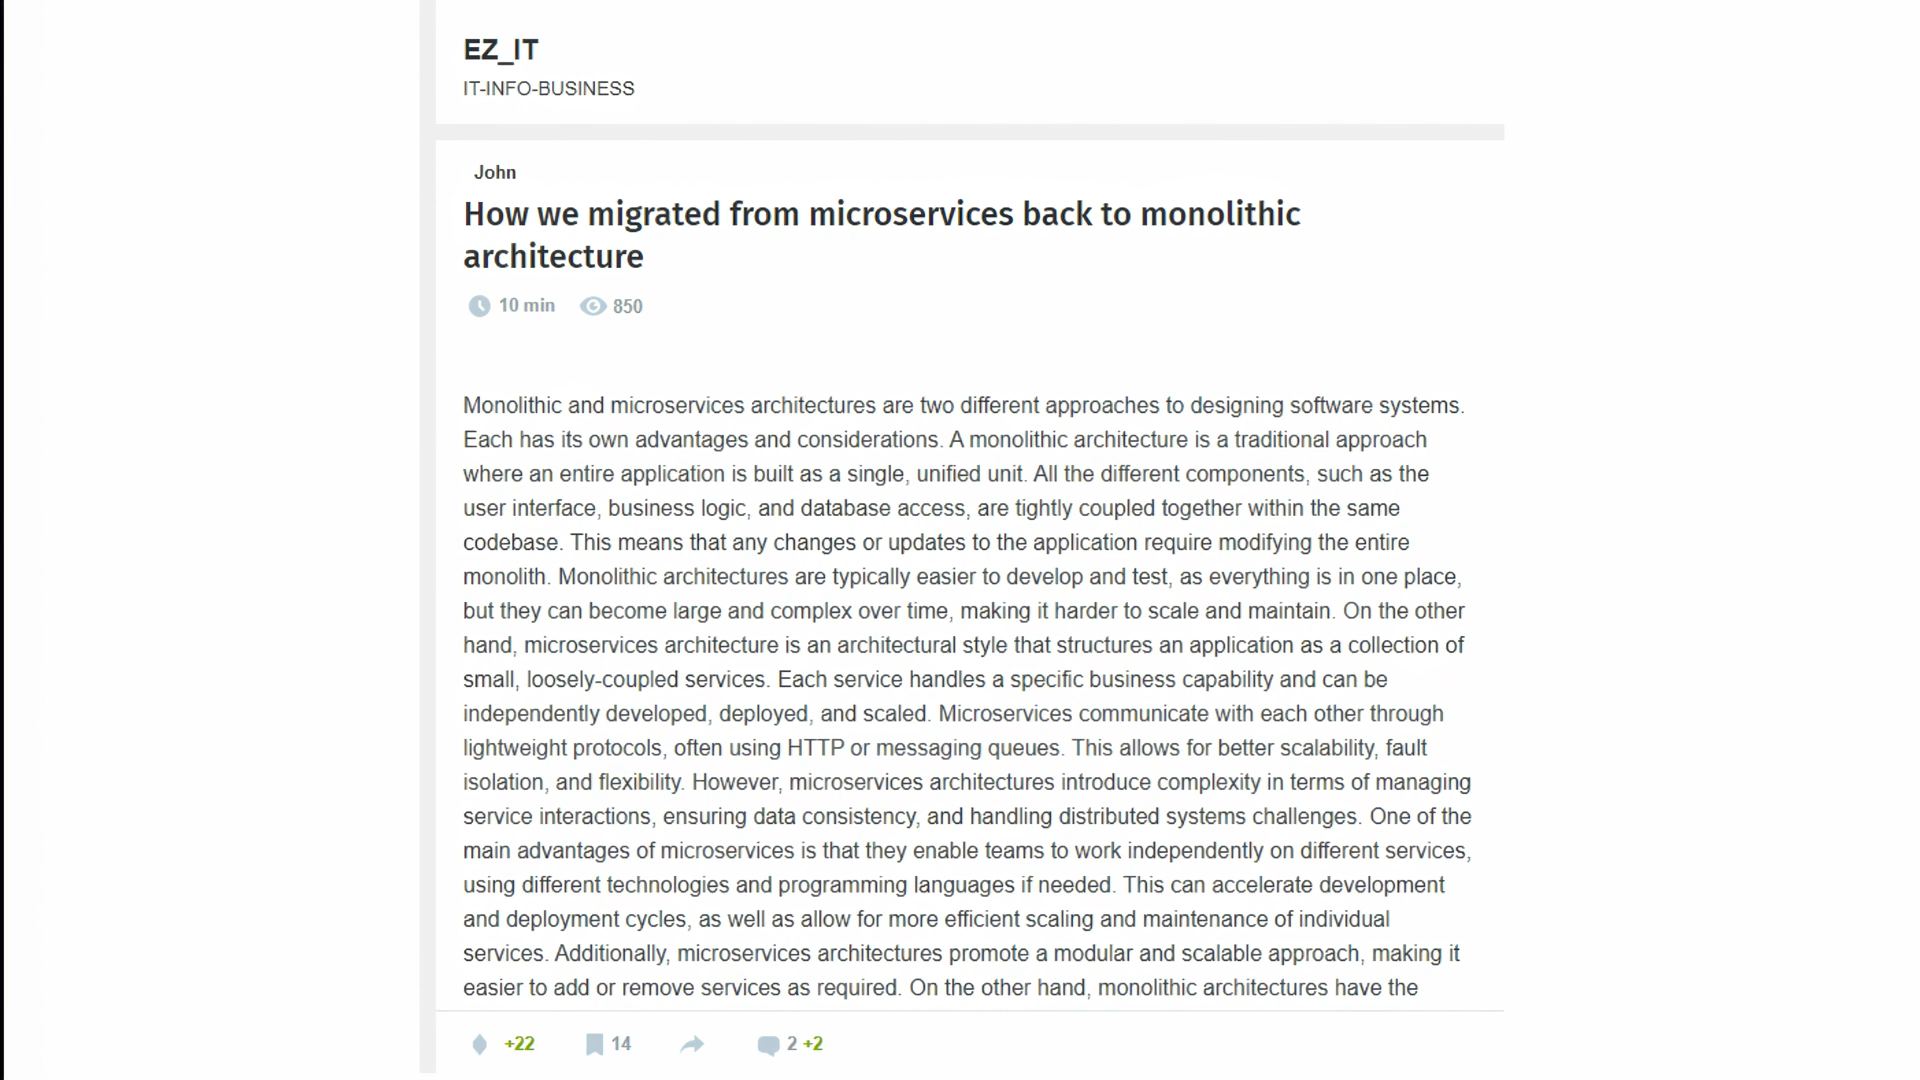 EZ_IT
IT-INFO-BUSINESS
John
How we migrated from microservices back to monolithic
architecture
10 min 850
Monolithic and microservices architectures are two different approaches to designing software systems.
Each has its own advantages and considerations. A monolithic architecture is a traditional approach
where an entire application is built as a single, unified unit. All the different components, such as the
user interface, business logic, and database access, are tightly coupled together within the same
codebase. This means that any changes or updates to the application require modifying the entire
monolith. Monolithic architectures are typically easier to develop and test, as everything is in one place,
but they can become large and complex over time, making it harder to scale and maintain. On the other
hand, microservices architecture is an architectural style that structures an application as a collection of
small, loosely-coupled services. Each service handles a specific business capability and can be
independently developed, deployed, and scaled. Microservices communicate with each other through
lightweight protocols, often using HTTP or messaging queues. This allows for better scalability, fault
isolation, and flexibility. However, microservices architectures introduce complexity in terms of managing
service interactions, ensuring data consistency, and handling distributed systems challenges. One of the
main advantages of microservices is that they enable teams to work independently on different services,
using different technologies and programming languages if needed. This can accelerate development
and deployment cycles, as well as allow for more efficient scaling and maintenance of individual
services. Additionally, microservices architectures promote a modular and scalable approach, making it
easier to add or remove services as required. On the other hand, monolithic architectures have the
+22 14 2 +2